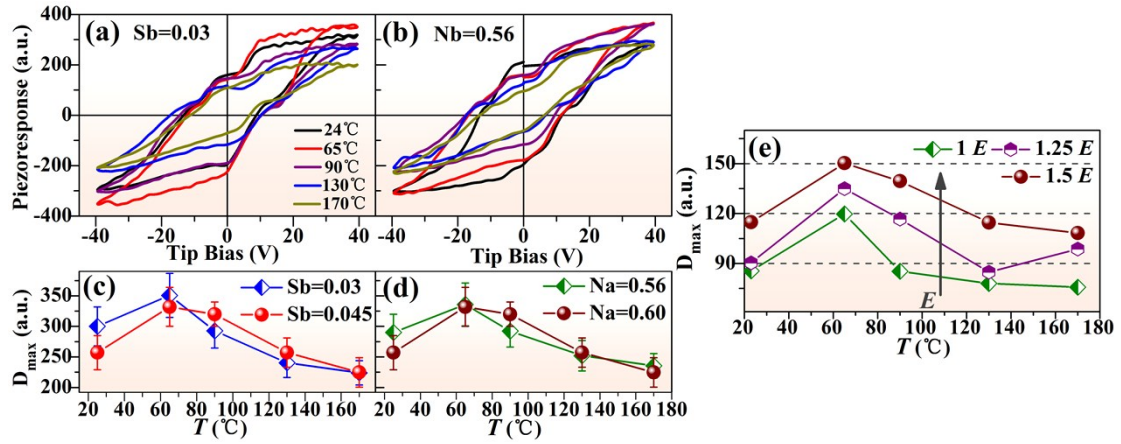 (a) Sb=0.03
(b) Nb=0.56
Piezoresponse (a.u.)
400
200
0
-200
-400
24℃
65℃
90℃
130℃
170℃
-40 -20 0 20 40
-40 -20 0 20 40
Tip Bias (V)
Tip Bias (V)
(c)
Sb=0.03
Sb=0.045
(d)
Na=0.56
Na=0.60
Dmax (a.u.)
350
300
250
200
20 40 60 80 100 120 140 160
20 40 60 80 100 120 140 160 180
T (℃)
T (℃)
(e)
1 E
1.25 E
1.5 E
Dmax (a.u.)
150
120
90
E
20 40 60 80 100 120 140 160 180
T (℃)